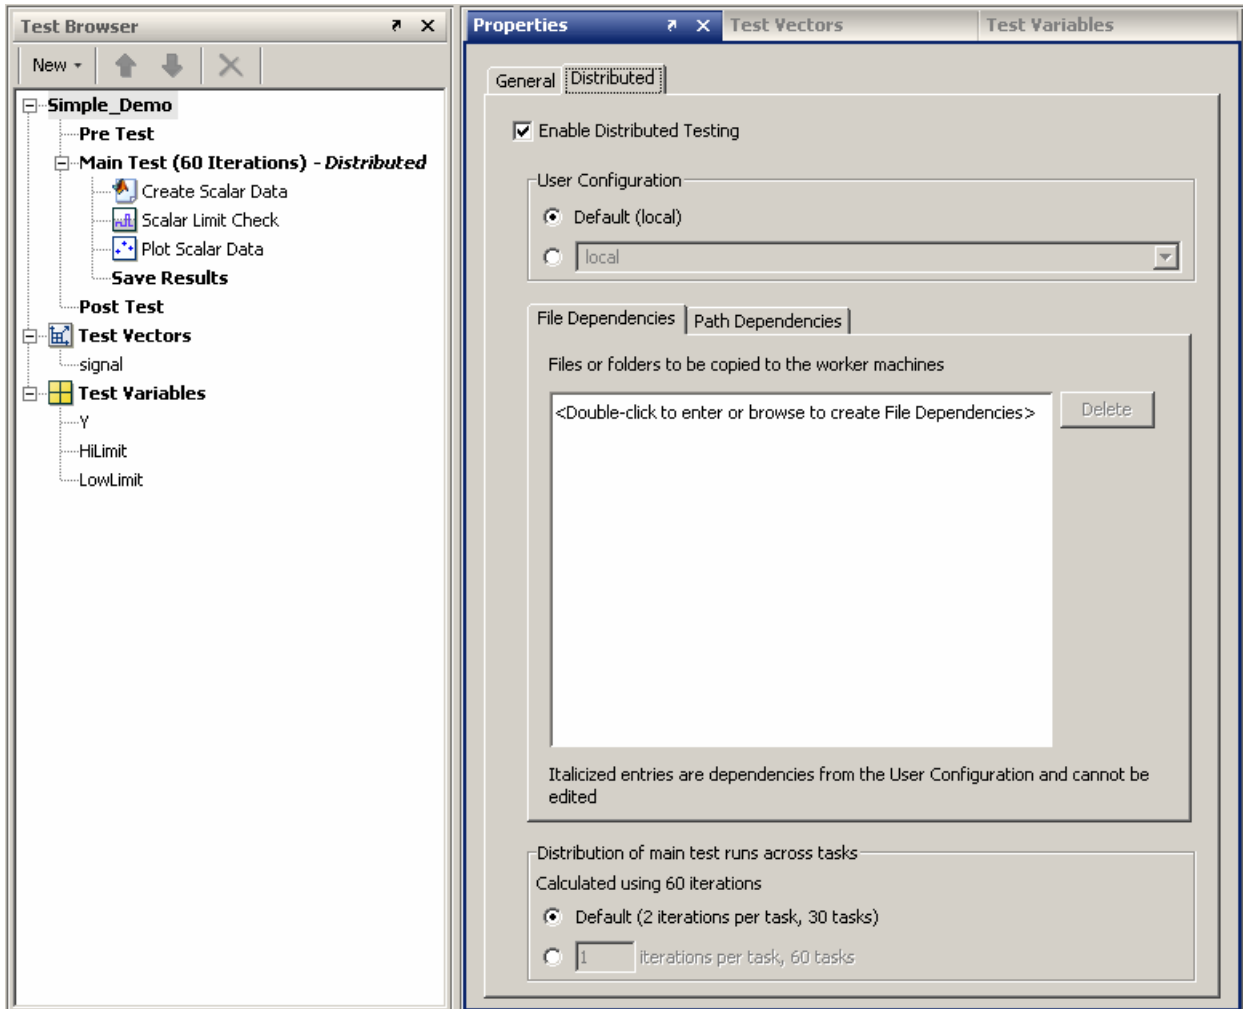 Test Browser
New
Simple_Demo
Pre Test
Main Test (60 Iterations) - Distributed
Create Scalar Data
Scalar Limit Check
Plot Scalar Data
Save Results
Post Test
Test Vectors
signal
Test Variables
Y
HiLimit
LowLimit
Properties
Test Vectors
Test Variables
General
Distributed
Enable Distributed Testing
User Configuration
Default (local)
local
File Dependencies
Path Dependencies
Files or folders to be copied to the worker machines
<Double-click to enter or browse to create File Dependencies>
Delete
Italicized entries are dependencies from the User Configuration and cannot be
edited
Distribution of main test runs across tasks
Calculated using 60 iterations
Default (2 iterations per task, 30 tasks)
1 iterations per task, 60 tasks